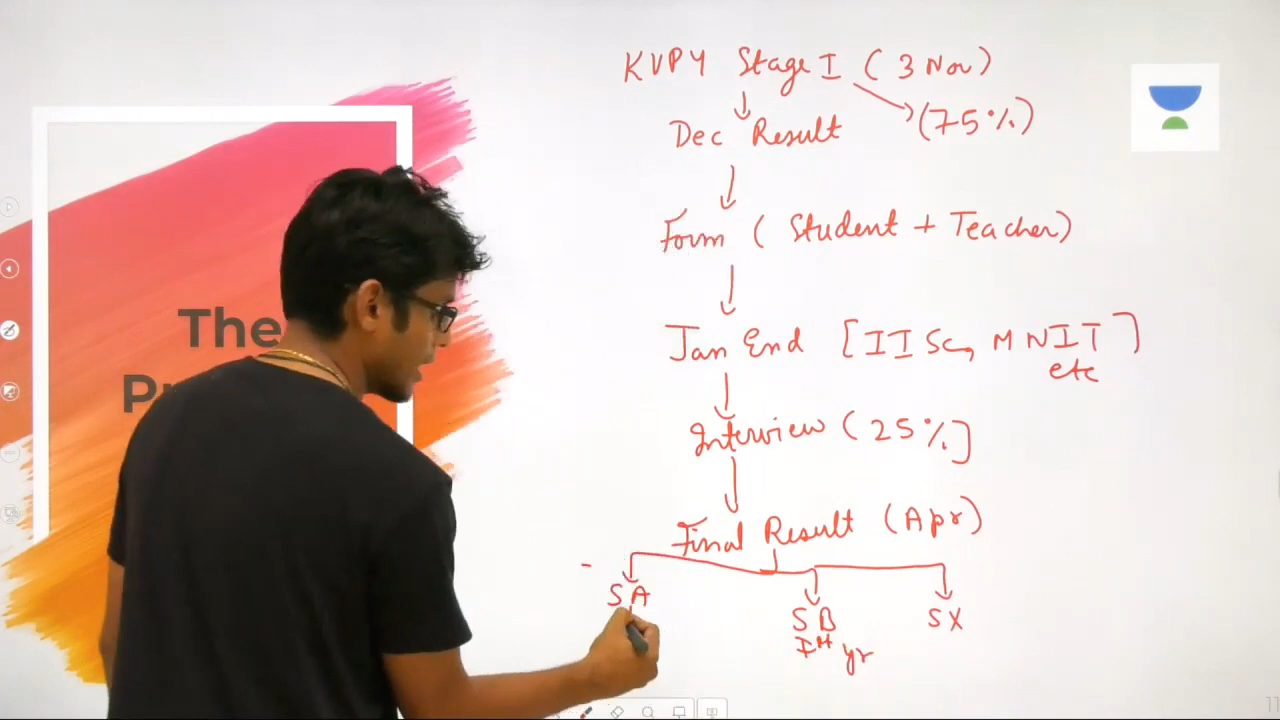 The
P
KVPY Stage I (3 Nov)
(75%)
Dec Result
Form (Student + Teacher)
Jan End [IISc, MNIT]
etc
Interview (25%]
Final Result (Apr)
SA
SB
SX
Ist yr
11